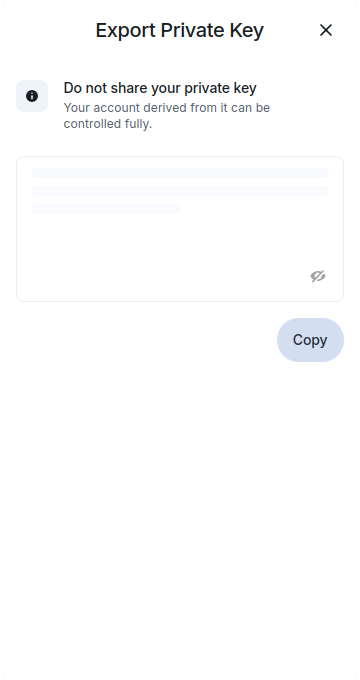 Export Private Key
Do not share your private key
Your account derived from it can be
controlled fully.
Copy